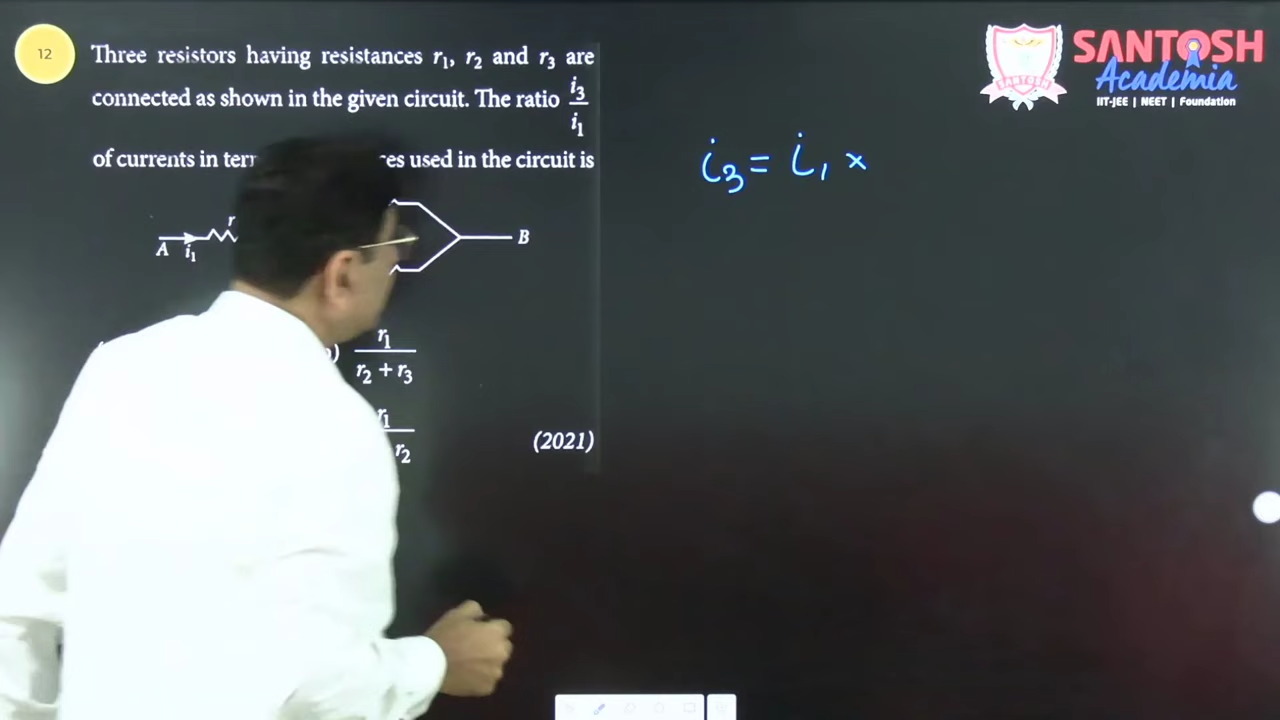 12
Three resistors having resistances r₁, r₂ and r₃ are
connected as shown in the given circuit. The ratio i₃/i₁
of currents in ter es used in the circuit is
r
A i₁ B
r₁/(r₂ + r₃)
r₁
r₂
(2021)
i₃ = i₁ ×
SANTOSH
SANTOSH
Academia
IIT-JEE | NEET | Foundation